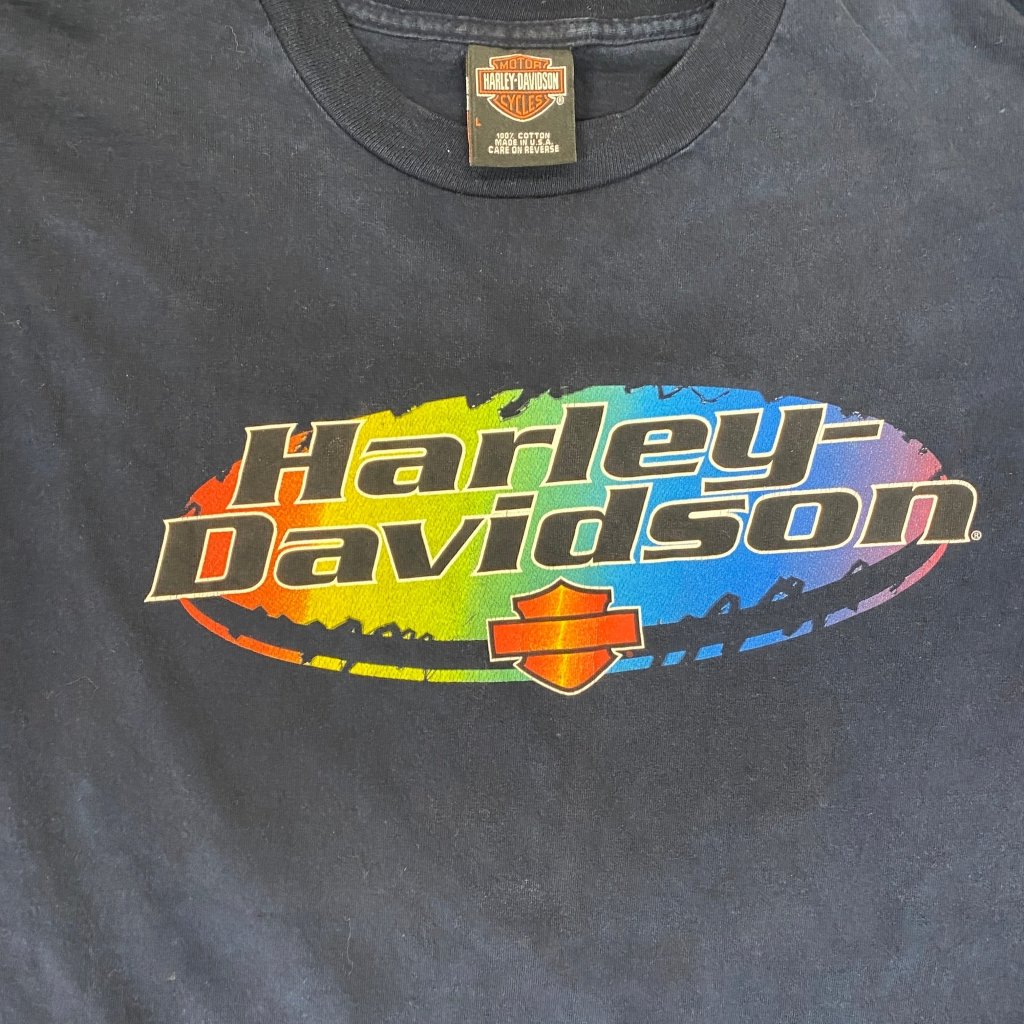 MOTOR
HARLEY-DAVIDSON
CYCLES ®
L
100% COTTON
MADE IN U.S.A.
CARE ON REVERSE
Harley-
Davidson®